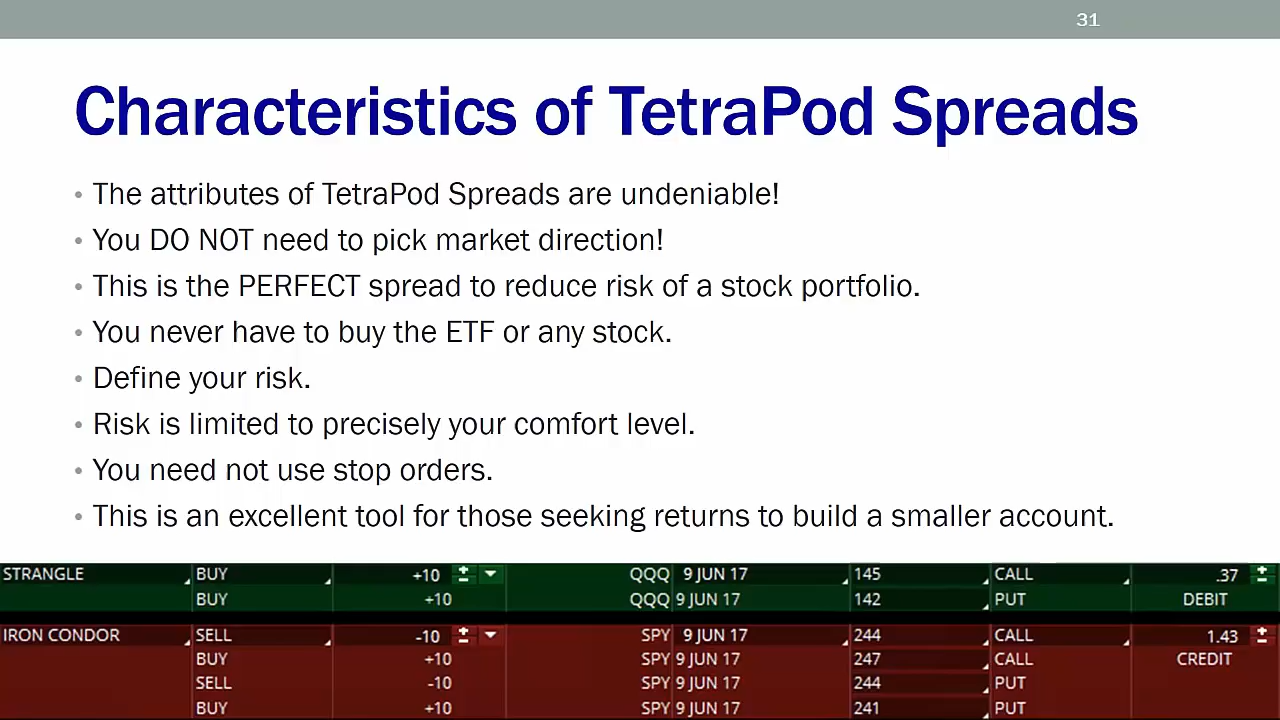 31
Characteristics of TetraPod Spreads
• The attributes of TetraPod Spreads are undeniable!
• You DO NOT need to pick market direction!
• This is the PERFECT spread to reduce risk of a stock portfolio.
• You never have to buy the ETF or any stock.
• Define your risk.
• Risk is limited to precisely your comfort level.
• You need not use stop orders.
• This is an excellent tool for those seeking returns to build a smaller account.
STRANGLE BUY +10 QQQ 9 JUN 17 145 CALL .37
BUY +10 QQQ 9 JUN 17 142 PUT DEBIT
IRON CONDOR SELL -10 SPY 9 JUN 17 244 CALL 1.43
BUY +10 SPY 9 JUN 17 247 CALL CREDIT
SELL -10 SPY 9 JUN 17 244 PUT
BUY +10 SPY 9 JUN 17 241 PUT